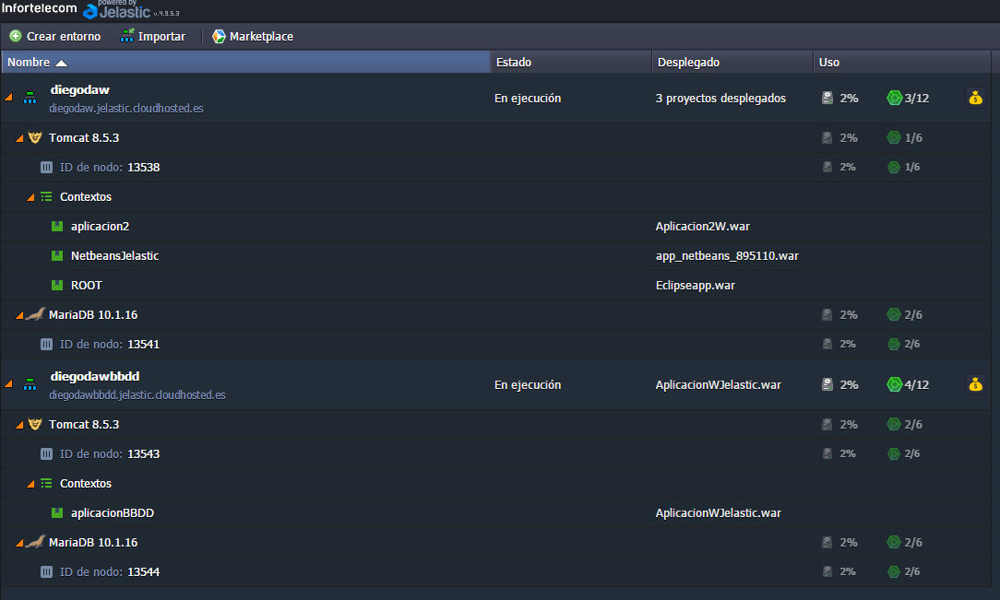 Infortelecom powered by Jelastic v.4.9.5.3
Crear entorno Importar Marketplace
Nombre Estado Desplegado Uso
diegodaw En ejecución 3 proyectos desplegados 2% 3/12
diegodaw.jelastic.cloudhosted.es
Tomcat 8.5.3 2% 1/6
ID de nodo: 13538 2% 1/6
Contextos
aplicacion2 Aplicacion2W.war
NetbeansJelastic app_netbeans_895110.war
ROOT Eclipseapp.war
MariaDB 10.1.16 2% 2/6
ID de nodo: 13541 2% 2/6
diegodawbbdd En ejecución AplicacionWJelastic.war 2% 4/12
diegodawbbdd.jelastic.cloudhosted.es
Tomcat 8.5.3 2% 2/6
ID de nodo: 13543 2% 2/6
Contextos
aplicacionBBDD AplicacionWJelastic.war
MariaDB 10.1.16 2% 2/6
ID de nodo: 13544 2% 2/6